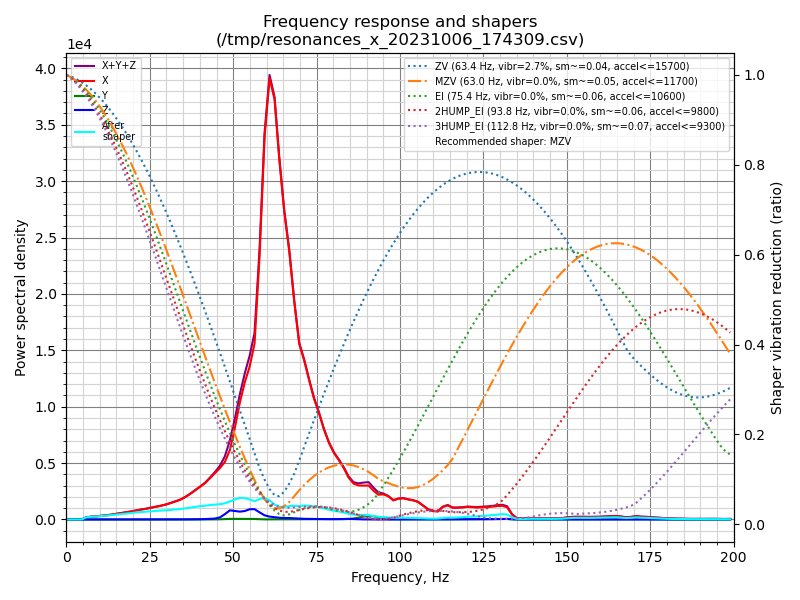 Frequency response and shapers
(/tmp/resonances_x_20231006_174309.csv)
1e4
X+Y+Z
X
Y
Z
After
shaper
ZV (63.4 Hz, vibr=2.7%, sm~=0.04, accel<=15700)
MZV (63.0 Hz, vibr=0.0%, sm~=0.05, accel<=11700)
EI (75.4 Hz, vibr=0.0%, sm~=0.06, accel<=10600)
2HUMP_EI (93.8 Hz, vibr=0.0%, sm~=0.06, accel<=9800)
3HUMP_EI (112.8 Hz, vibr=0.0%, sm~=0.07, accel<=9300)
Recommended shaper: MZV
Power spectral density
4.0
3.5
3.0
2.5
2.0
1.5
1.0
0.5
0.0
1.0
0.8
0.6
0.4
0.2
0.0
Shaper vibration reduction (ratio)
0 25 50 75 100 125 150 175 200
Frequency, Hz